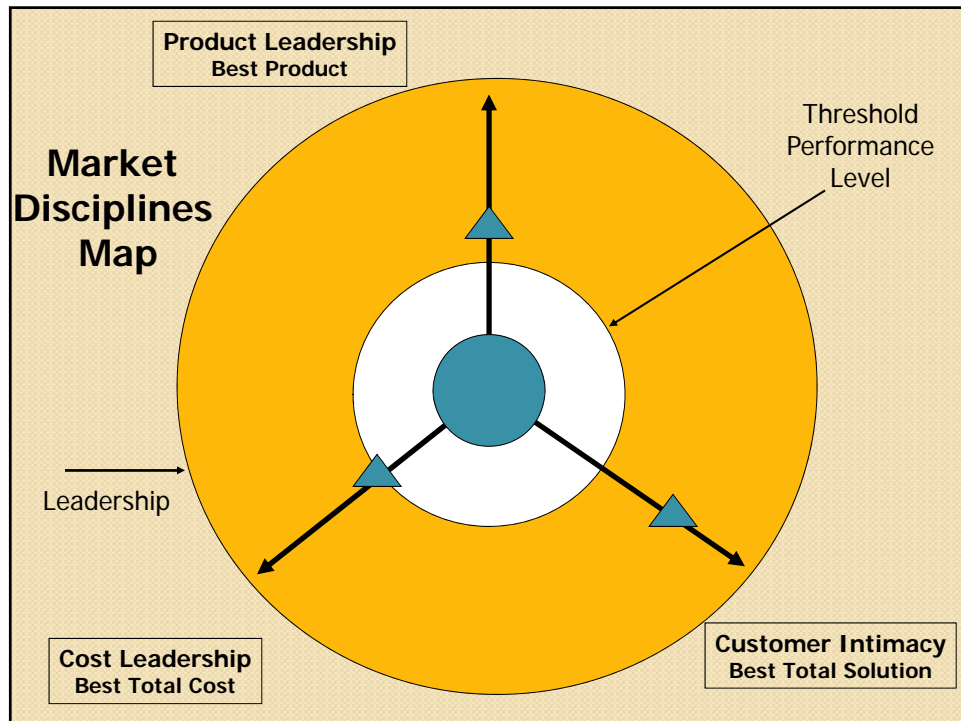 Product Leadership
Best Product
Market
Disciplines
Map
Threshold
Performance
Level
Leadership
Cost Leadership
Best Total Cost
Customer Intimacy
Best Total Solution